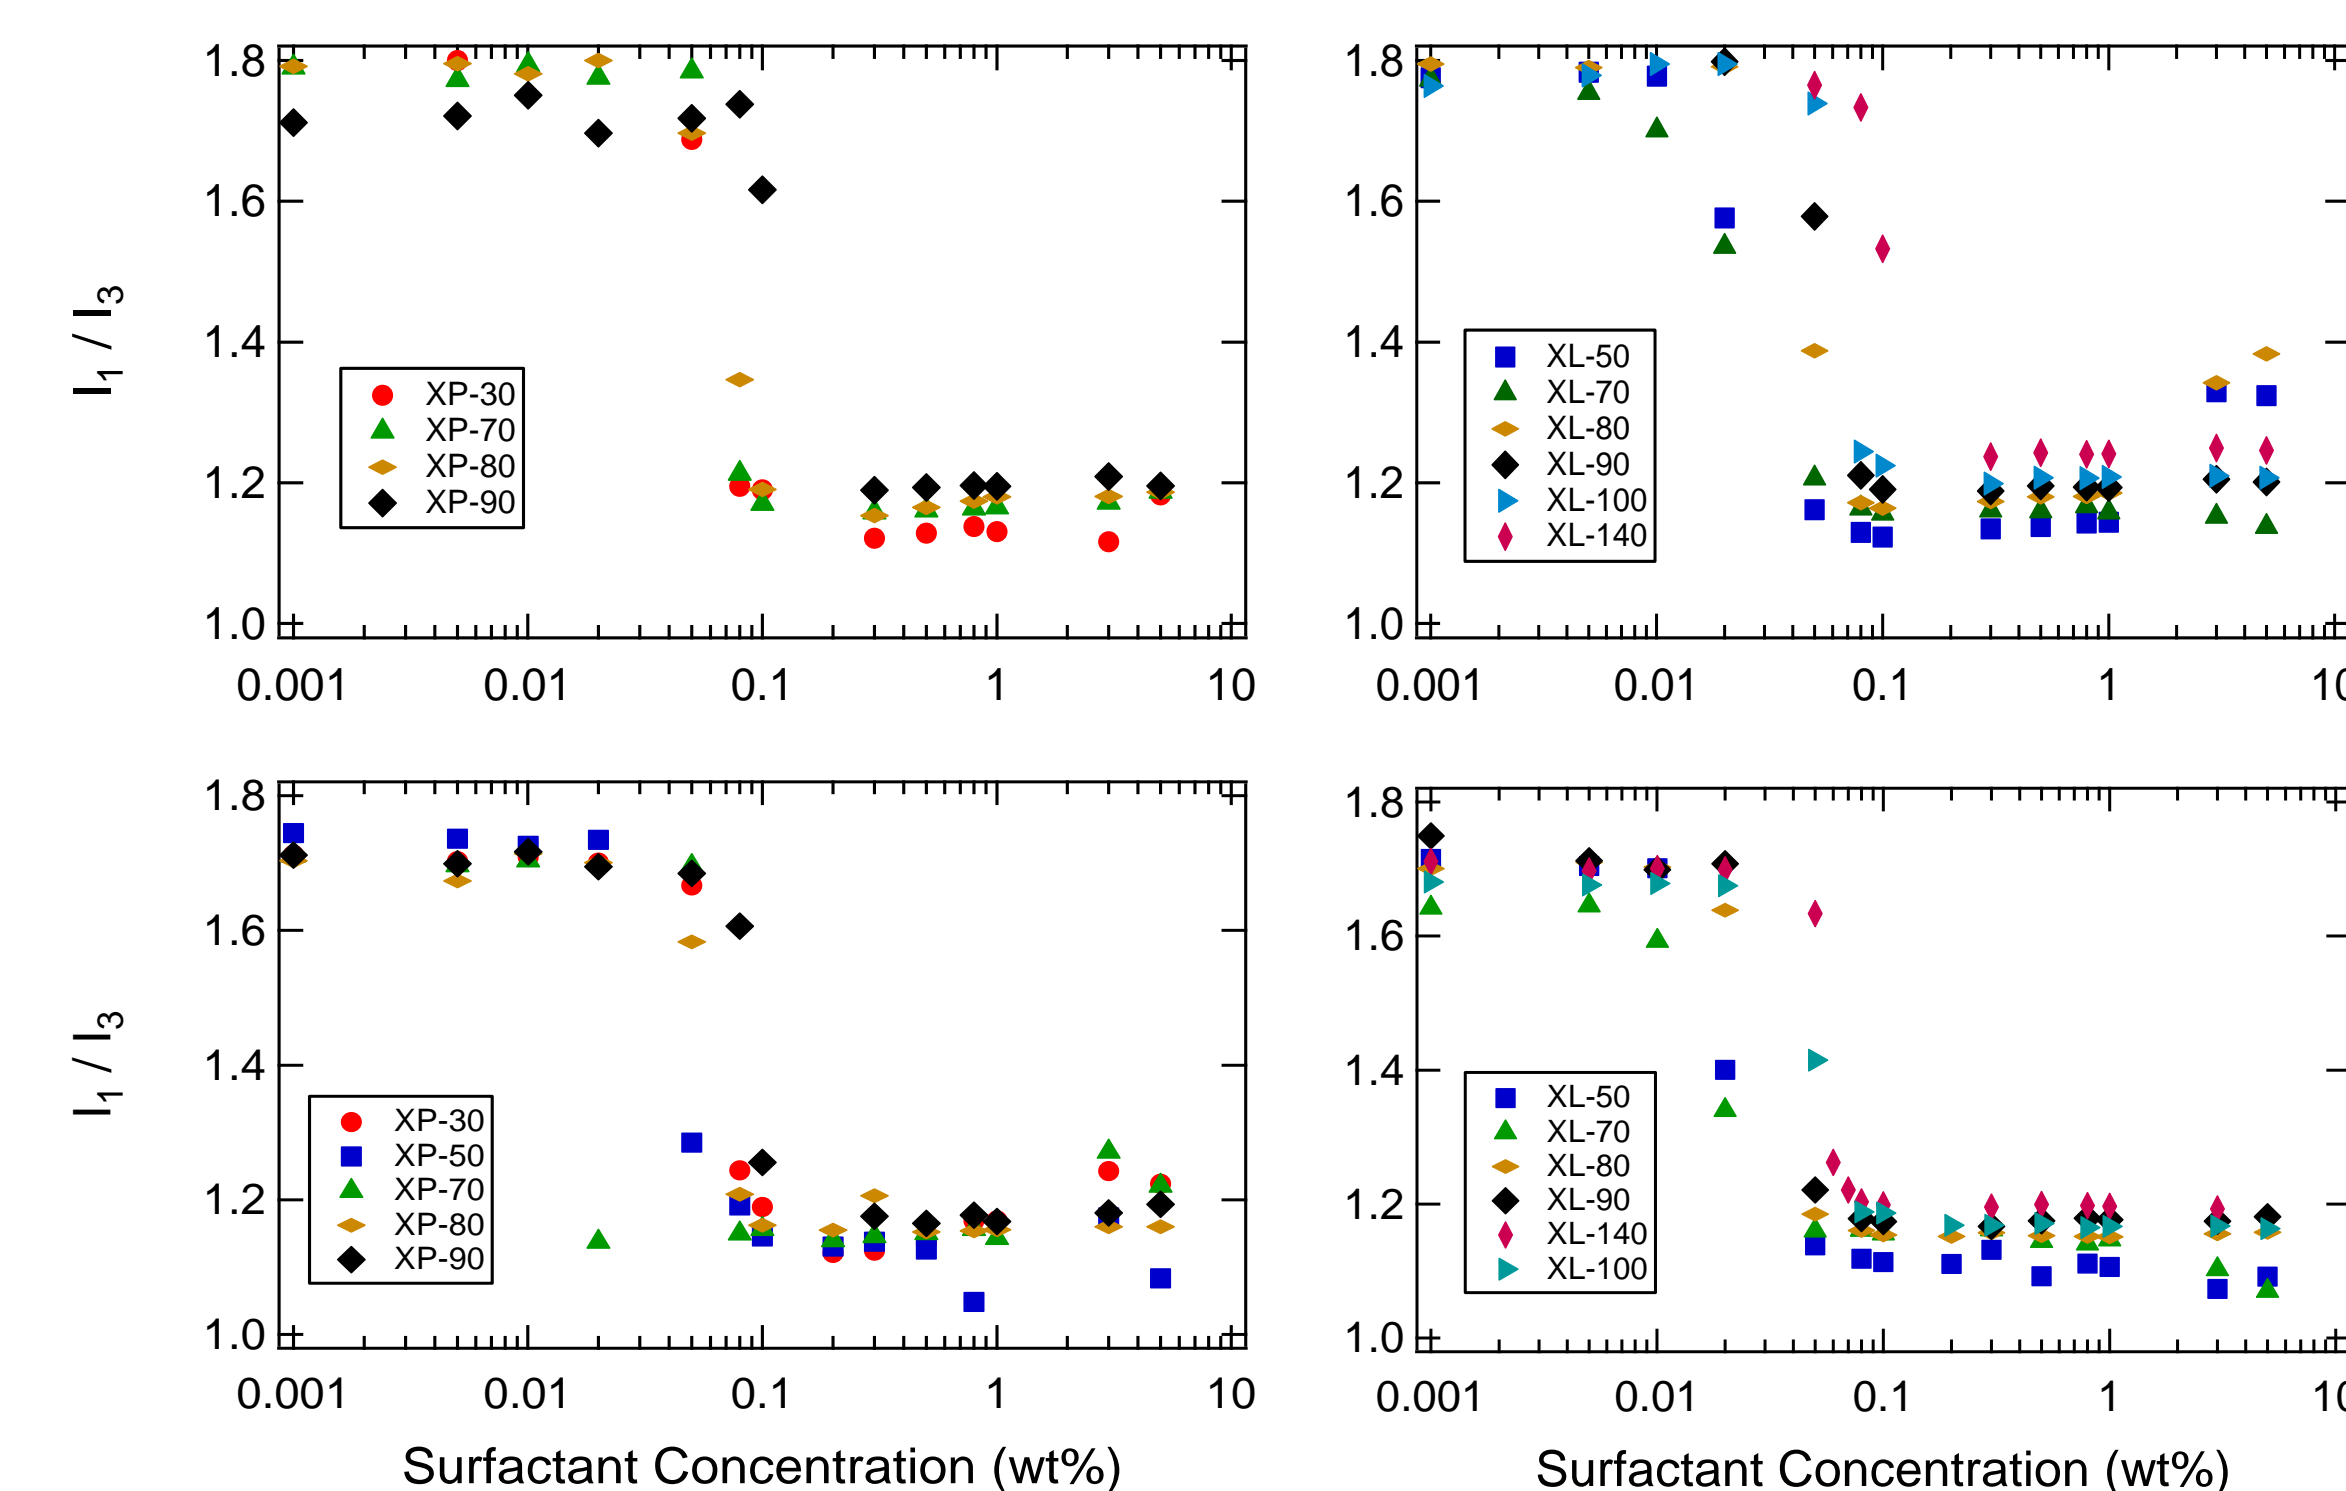 1.8
1.6
1.4
1.2
1.0
I1 / I3
XP-30
XP-70
XP-80
XP-90
0.001 0.01 0.1 1 10
1.8
1.6
1.4
1.2
1.0
XL-50
XL-70
XL-80
XL-90
XL-100
XL-140
0.001 0.01 0.1 1 10
1.8
1.6
1.4
1.2
1.0
I1 / I3
XP-30
XP-50
XP-70
XP-80
XP-90
0.001 0.01 0.1 1 10
Surfactant Concentration (wt%)
1.8
1.6
1.4
1.2
1.0
XL-50
XL-70
XL-80
XL-90
XL-140
XL-100
0.001 0.01 0.1 1 10
Surfactant Concentration (wt%)